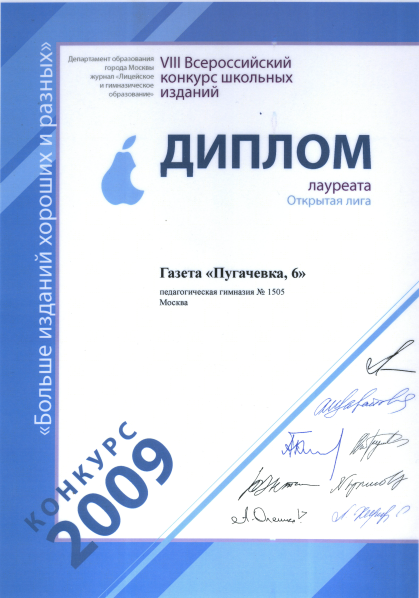 Департамент образования
города Москвы
журнал «Лицейское
и гимназическое
образование»
VIII Всероссийский
конкурс школьных
изданий
ДИПЛОМ
лауреата
Открытая лига
Газета «Пугачевка, 6»
педагогическая гимназия № 1505
Москва
«Больше изданий хороших и разных»
КОНКУРС
2009